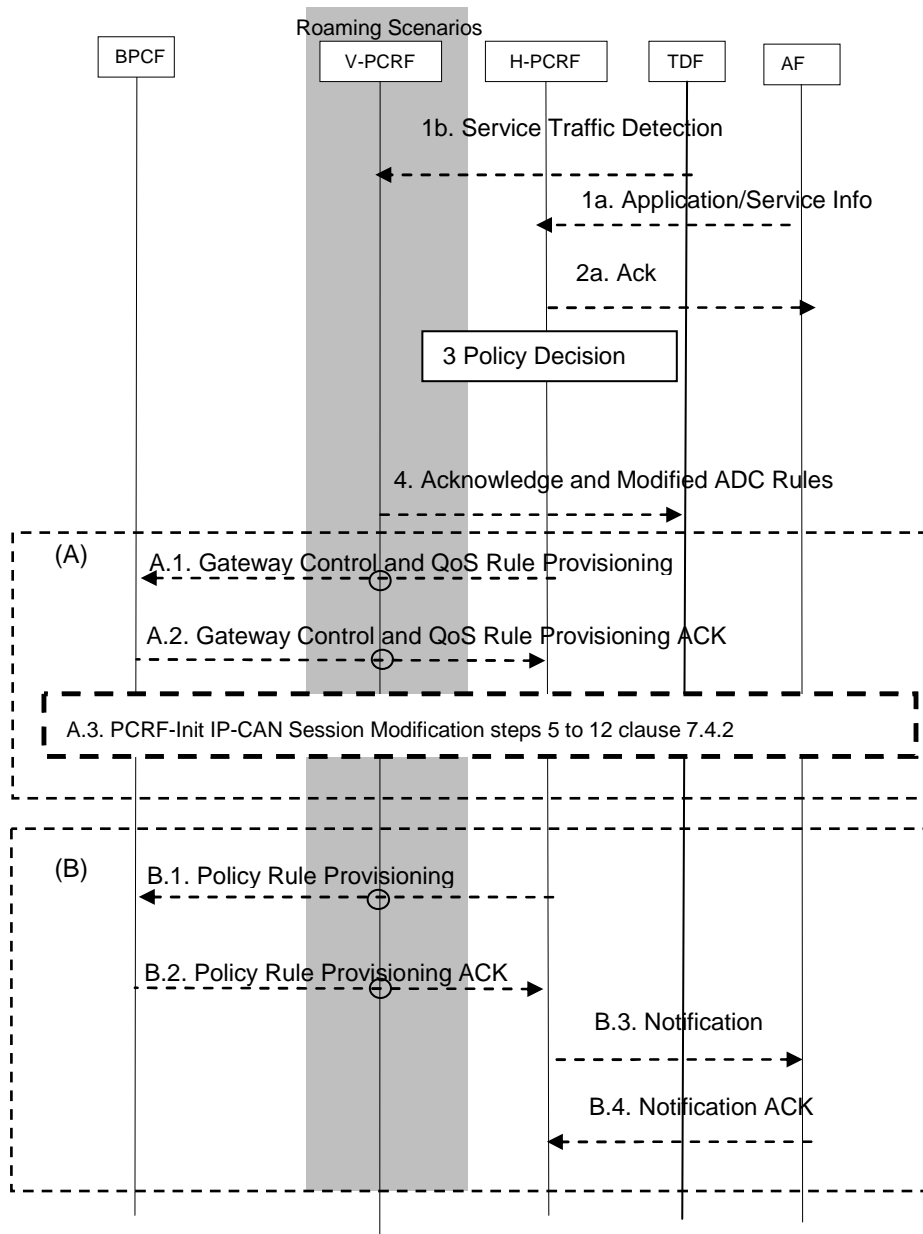 Roaming Scenarios
BPCF
V-PCRF
H-PCRF
TDF
AF
1b. Service Traffic Detection
1a. Application/Service Info
2a. Ack
3 Policy Decision
4. Acknowledge and Modified ADC Rules
(A)
A.1. Gateway Control and QoS Rule Provisioning
A.2. Gateway Control and QoS Rule Provisioning ACK
A.3. PCRF-Init IP-CAN Session Modification steps 5 to 12 clause 7.4.2
(B)
B.1. Policy Rule Provisioning
B.2. Policy Rule Provisioning ACK
B.3. Notification
B.4. Notification ACK